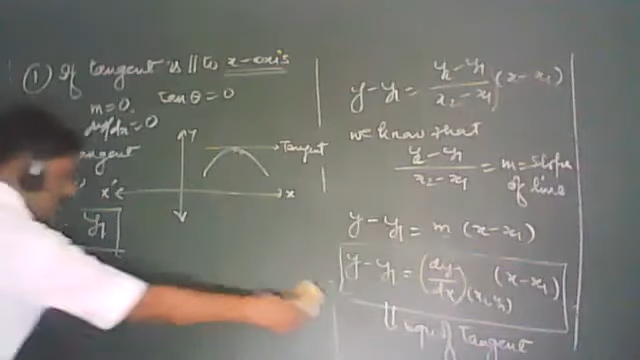 ① If tangent is || to x-axis
m = 0, tan θ = 0
dy/dx = 0
Y
Tangent
x' x
y₁
y-y₁ = (y₂-y₁)/(x₂-x₁) (x-x₁)
we know that
(y₂-y₁)/(x₂-x₁) = m = slope of line
y-y₁ = m (x-x₁)
y-y₁ = (dy/dx)(x₁,y₁) (x-x₁)
of Tangent